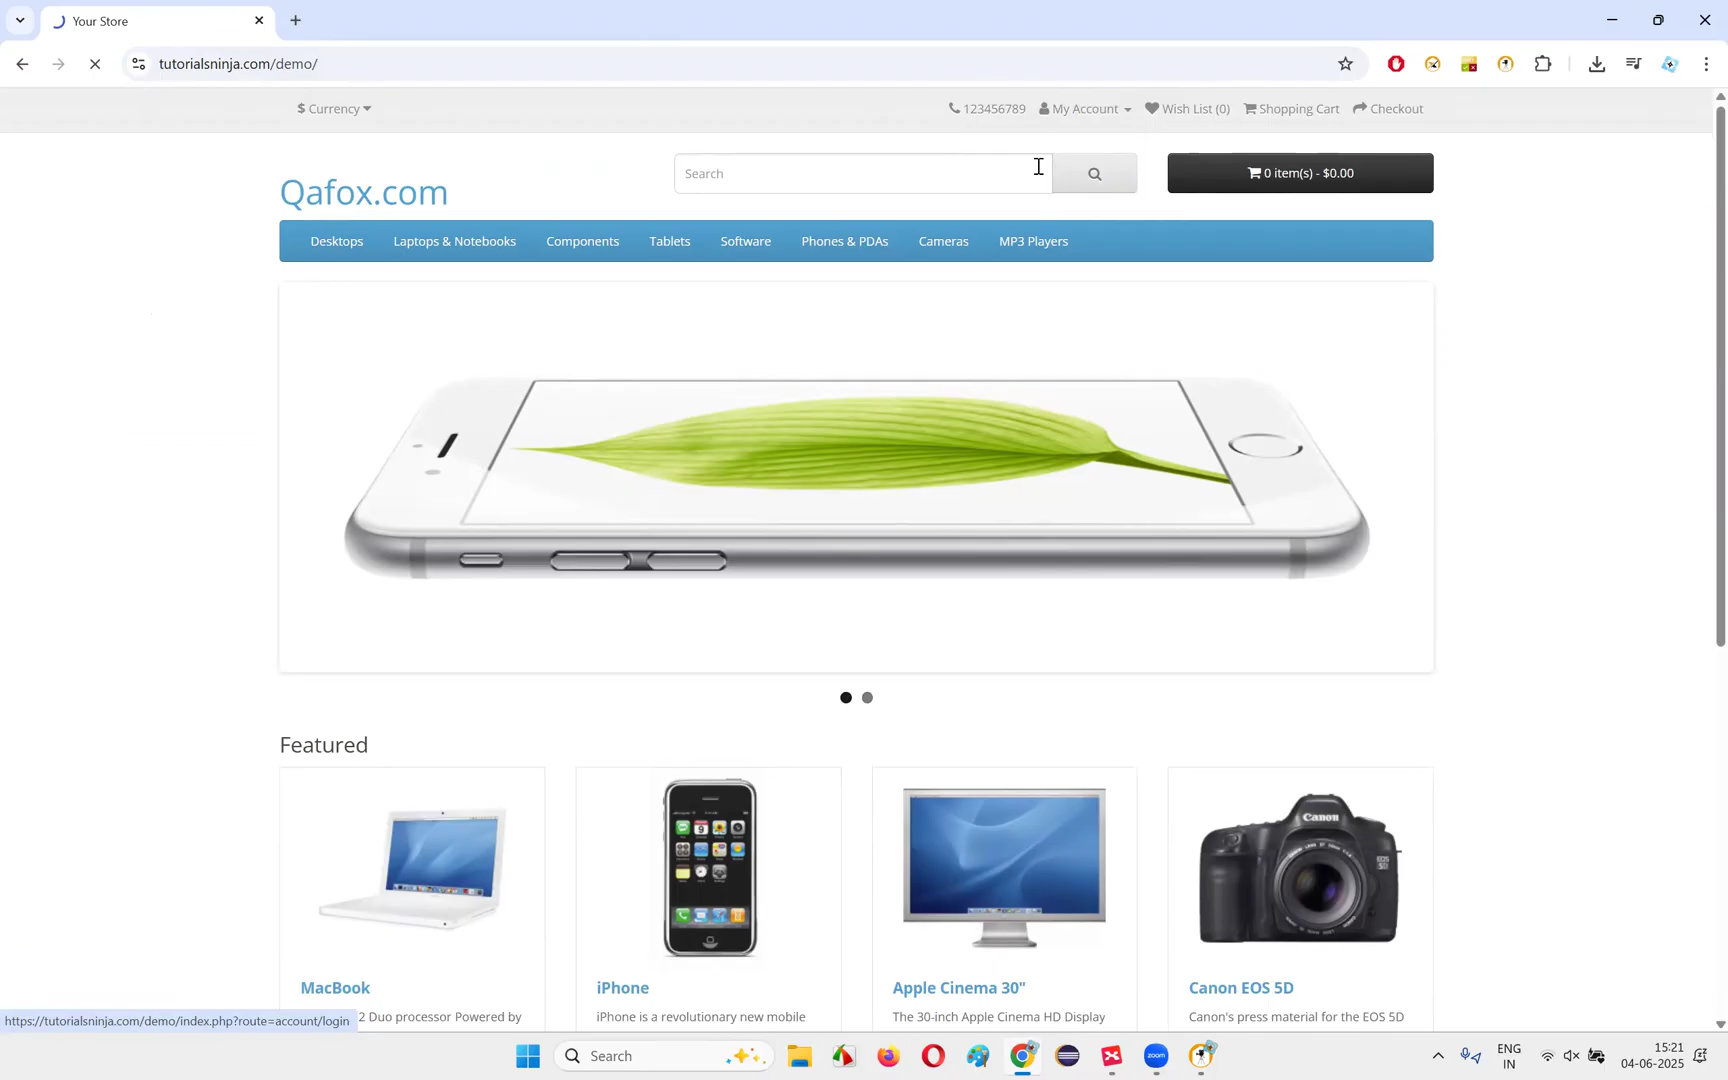 Your Store
tutorialsninja.com/demo/
$ Currency
123456789 My Account Wish List (0) Shopping Cart Checkout
Qafox.com
Search
0 item(s) - $0.00
Desktops Laptops & Notebooks Components Tablets Software Phones & PDAs Cameras MP3 Players
Featured
Canon
MacBook iPhone Apple Cinema 30" Canon EOS 5D
2 Duo processor Powered by iPhone is a revolutionary new mobile The 30-inch Apple Cinema HD Display Canon's press material for the EOS 5D
https://tutorialsninja.com/demo/index.php?route=account/login
Search
zoom
ENG
IN
15:21
04-06-2025